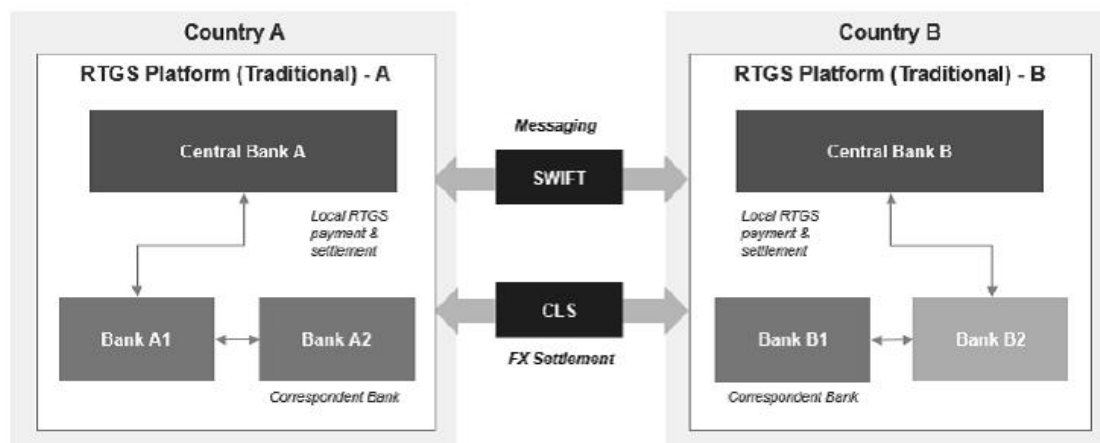 Country A
RTGS Platform (Traditional) - A
Central Bank A
Local RTGS
payment &
settlement
Bank A1
Bank A2
Correspondent Bank
Messaging
SWIFT
CLS
FX Settlement
Country B
RTGS Platform (Traditional) - B
Central Bank B
Local RTGS
payment &
settlement
Bank B1
Bank B2
Correspondent Bank